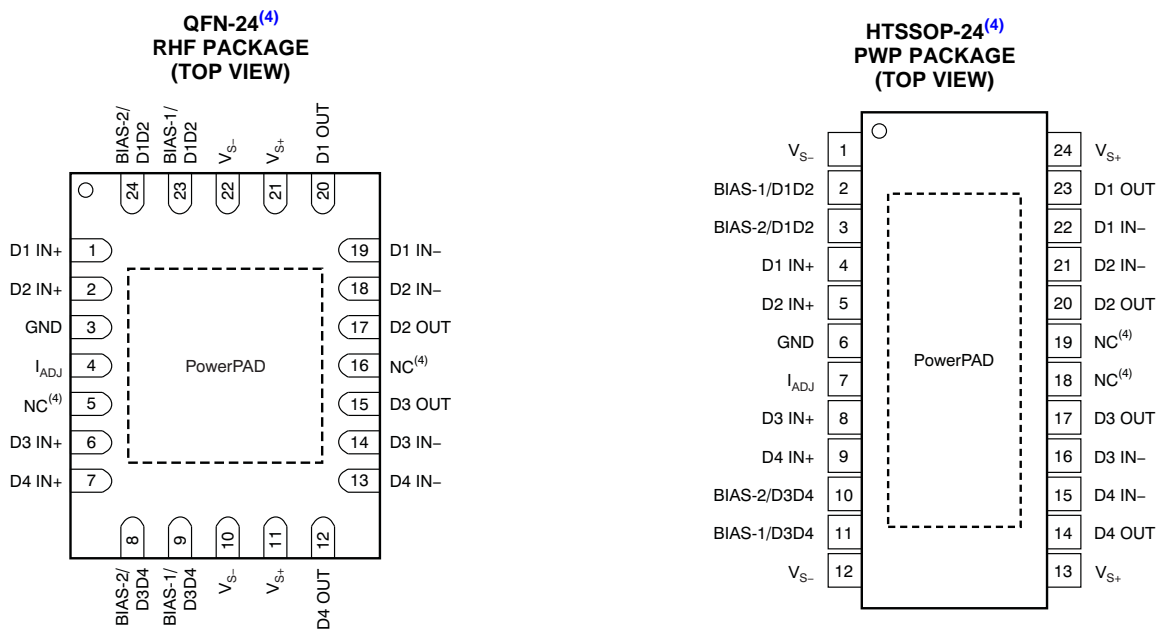 QFN-24(4)
RHF PACKAGE
(TOP VIEW)
BIAS-2/
D1D2
BIAS-1/
D1D2
VS−
VS+
D1 OUT
24
23
22
21
20
D1 IN+ 1
19 D1 IN−
D2 IN+ 2
18 D2 IN−
GND 3
17 D2 OUT
IADJ 4
PowerPAD
16 NC(4)
NC(4) 5
15 D3 OUT
D3 IN+ 6
14 D3 IN−
D4 IN+ 7
13 D4 IN−
8
9
10
11
12
BIAS-2/
D3D4
BIAS-1/
D3D4
VS−
VS+
D4 OUT
HTSSOP-24(4)
PWP PACKAGE
(TOP VIEW)
VS− 1
24 VS+
BIAS-1/D1D2 2
23 D1 OUT
BIAS-2/D1D2 3
22 D1 IN−
D1 IN+ 4
21 D2 IN−
D2 IN+ 5
20 D2 OUT
GND 6
19 NC(4)
PowerPAD
IADJ 7
18 NC(4)
D3 IN+ 8
17 D3 OUT
D4 IN+ 9
16 D3 IN−
BIAS-2/D3D4 10
15 D4 IN−
BIAS-1/D3D4 11
14 D4 OUT
VS− 12
13 VS+